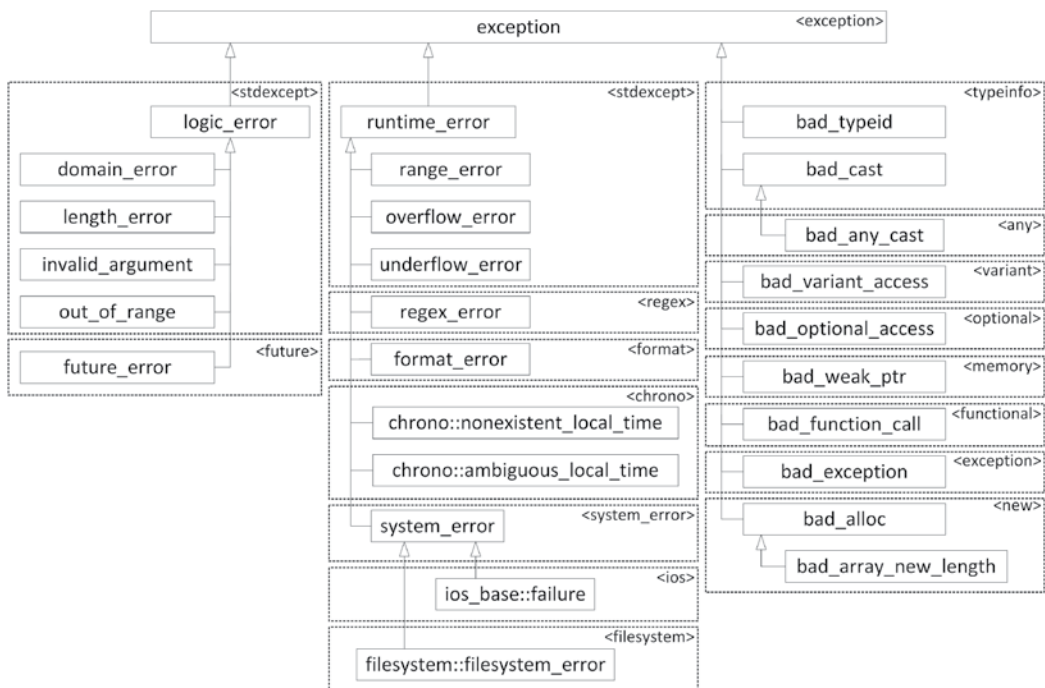 exception
<exception>
<stdexcept>
logic_error
domain_error
length_error
invalid_argument
out_of_range
<future>
future_error
<stdexcept>
runtime_error
range_error
overflow_error
underflow_error
<regex>
regex_error
<format>
format_error
<chrono>
chrono::nonexistent_local_time
chrono::ambiguous_local_time
<system_error>
system_error
<ios>
ios_base::failure
<filesystem>
filesystem::filesystem_error
<typeinfo>
bad_typeid
bad_cast
<any>
bad_any_cast
<variant>
bad_variant_access
<optional>
bad_optional_access
<memory>
bad_weak_ptr
<functional>
bad_function_call
<exception>
bad_exception
<new>
bad_alloc
bad_array_new_length